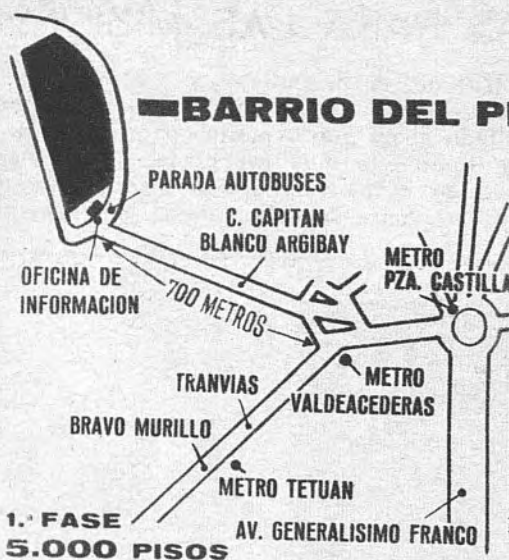 BARRIO DEL
PARADA AUTOBUSES
C. CAPITAN
BLANCO ARGIBAY
METRO
PZA. CASTILLA
OFICINA DE
INFORMACION
700 METROS
TRANVIAS
METRO
VALDEACEDERAS
BRAVO MURILLO
METRO TETUAN
1.ª FASE
AV. GENERALISIMO FRANCO
5.000 PISOS